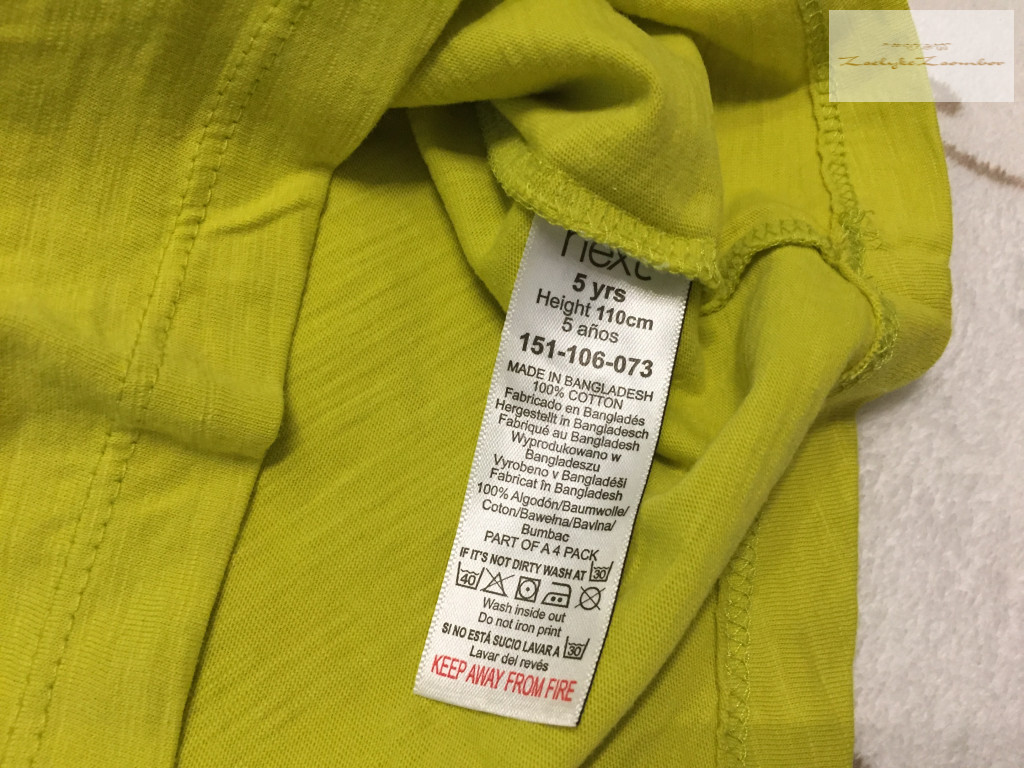 next
5 yrs
Height 110cm
5 años
151-106-073
MADE IN BANGLADESH
100% COTTON
Fabricado en Bangladés
Hergestellt in Bangladesch
Fabriqué au Bangladesh
Wyprodukowano w
Bangladeszu
Vyrobeno v Bangladéši
Fabricat în Bangladesh
100% Algodón/Baumwolle/
Coton/Bawełna/Bavlna/
Bumbac
PART OF A 4 PACK
IF IT'S NOT DIRTY WASH AT 30
40
Wash inside out
Do not iron print
SI NO ESTÁ SUCIO LAVAR A 30
Lavar del revés
KEEP AWAY FROM FIRE